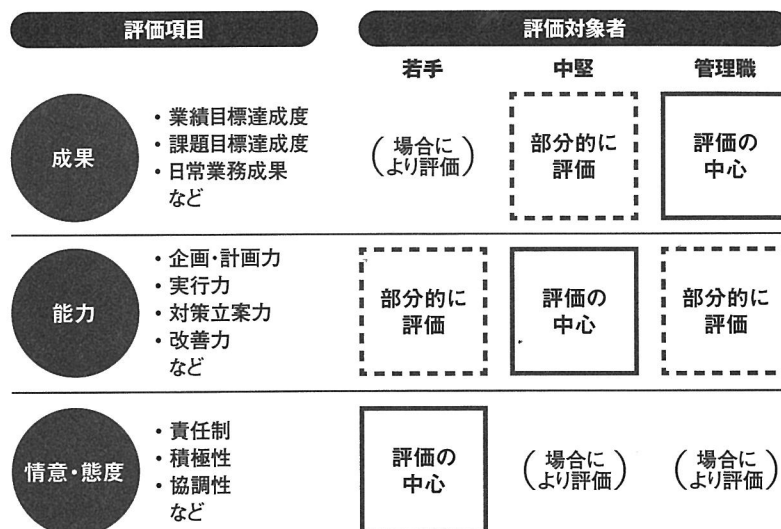 評価項目
評価対象者
若手
中堅
管理職
成果
・業績目標達成度
・課題目標達成度
・日常業務成果
など
(場合に
より評価)
部分的に
評価
評価の
中心
能力
・企画・計画力
・実行力
・対策立案力
・改善力
など
部分的に
評価
評価の
中心
部分的に
評価
情意・態度
・責任制
・積極性
・協調性
など
評価の
中心
(場合に
より評価)
(場合に
より評価)